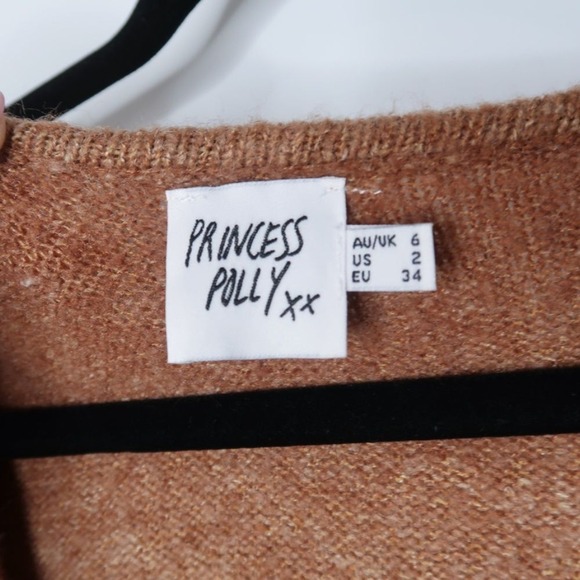 PRINCESS
POLLY xx
AU/UK 6
US 2
EU 34